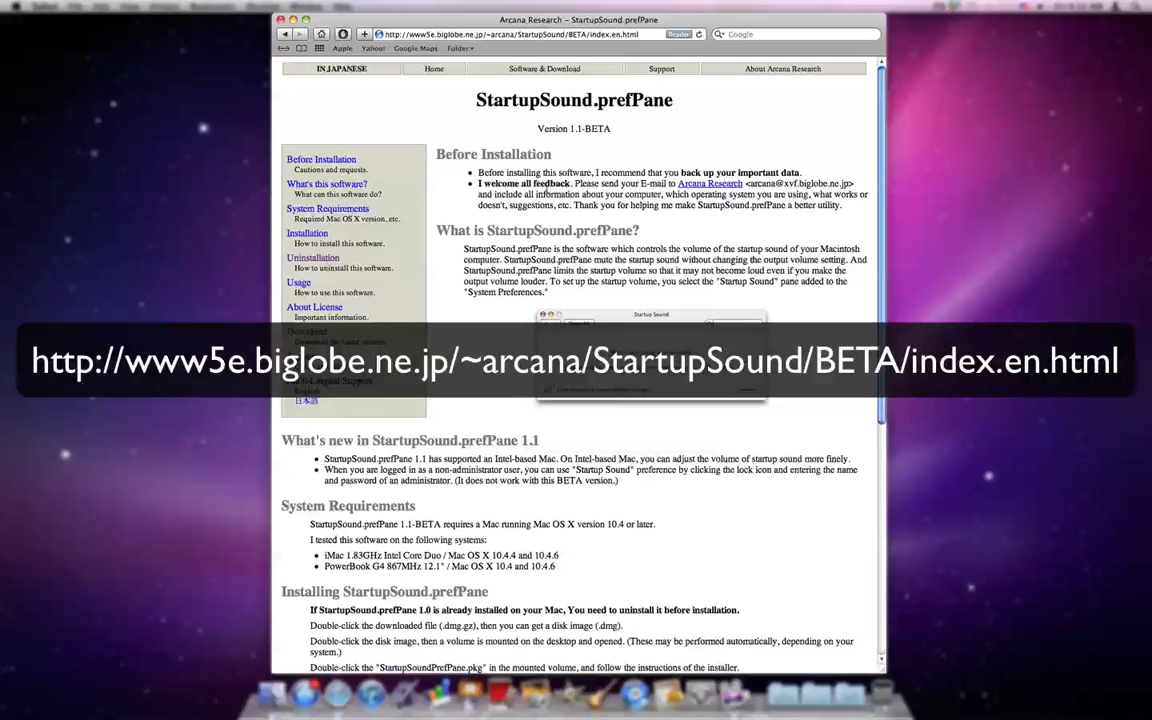 Arcana Research – StartupSound.prefPane
http://www5e.biglobe.ne.jp/~arcana/StartupSound/BETA/index.en.html
Reader
Google
Apple
Yahoo!
Google Maps
Folder
IN JAPANESE
Home
Software & Download
Support
About Arcana Research
StartupSound.prefPane
Version 1.1-BETA
Before Installation
Cautions and requests.
What's this software?
What can this software do?
System Requirements
Required Mac OS X version, etc.
Installation
How to install this software.
Uninstallation
How to uninstall this software.
Usage
How to use this software.
About License
Important information.
Download
Download the latest version.
Multi-Lingual Support
English
日本語
Before Installation
Before installing this software, I recommend that you back up your important data.
I welcome all feedback. Please send your E-mail to Arcana Research <arcana@xvf.biglobe.ne.jp>
and include all information about your computer, which operating system you are using, what works or
doesn't, suggestions, etc. Thank you for helping me make StartupSound.prefPane a better utility.
What is StartupSound.prefPane?
StartupSound.prefPane is the software which controls the volume of the startup sound of your Macintosh
computer. StartupSound.prefPane mute the startup sound without changing the output volume setting. And
StartupSound.prefPane limits the startup volume so that it may not become loud even if you make the
output volume louder. To set up the startup volume, you select the "Startup Sound" pane added to the
"System Preferences."
Startup Sound
http://www5e.biglobe.ne.jp/~arcana/StartupSound/BETA/index.en.html
What's new in StartupSound.prefPane 1.1
StartupSound.prefPane 1.1 has supported an Intel-based Mac. On Intel-based Mac, you can adjust the volume of startup sound more finely.
When you are logged in as a non-administrator user, you can use "Startup Sound" preference by clicking the lock icon and entering the name
and password of an administrator. (It does not work with this BETA version.)
System Requirements
StartupSound.prefPane 1.1-BETA requires a Mac running Mac OS X version 10.4 or later.
I tested this software on the following systems:
iMac 1.83GHz Intel Core Duo / Mac OS X 10.4.4 and 10.4.6
PowerBook G4 867MHz 12.1" / Mac OS X 10.4 and 10.4.6
Installing StartupSound.prefPane
If StartupSound.prefPane 1.0 is already installed on your Mac, You need to uninstall it before installation.
Double-click the downloaded file (.dmg.gz), then you can get a disk image (.dmg).
Double-click the disk image, then a volume is mounted on the desktop and opened. (These may be performed automatically, depending on your
system.)
Double-click the "StartupSoundPrefPane.pkg" in the mounted volume, and follow the instructions of the installer.